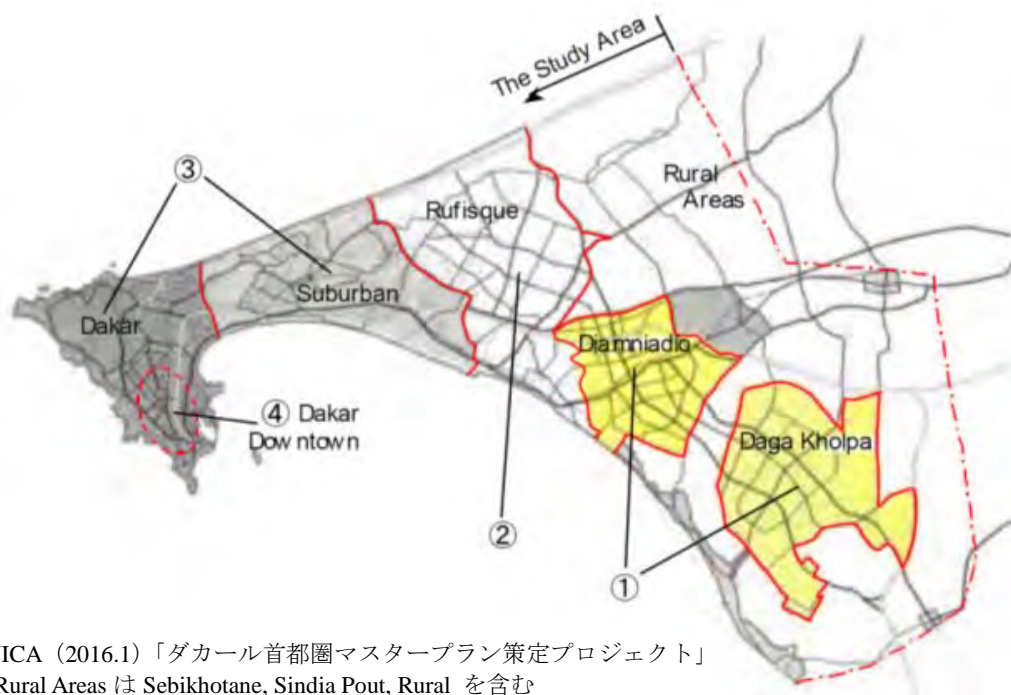 The Study Area
③
Rural
Areas
Rufisque
Suburban
Dakar
Diamniadio
④ Dakar
Downtown
Daga Kholpa
②
①
JICA（2016.1）「ダカール首都圏マスタープラン策定プロジェクト」
Rural Areas は Sebikhotane, Sindia Pout, Rural を含む